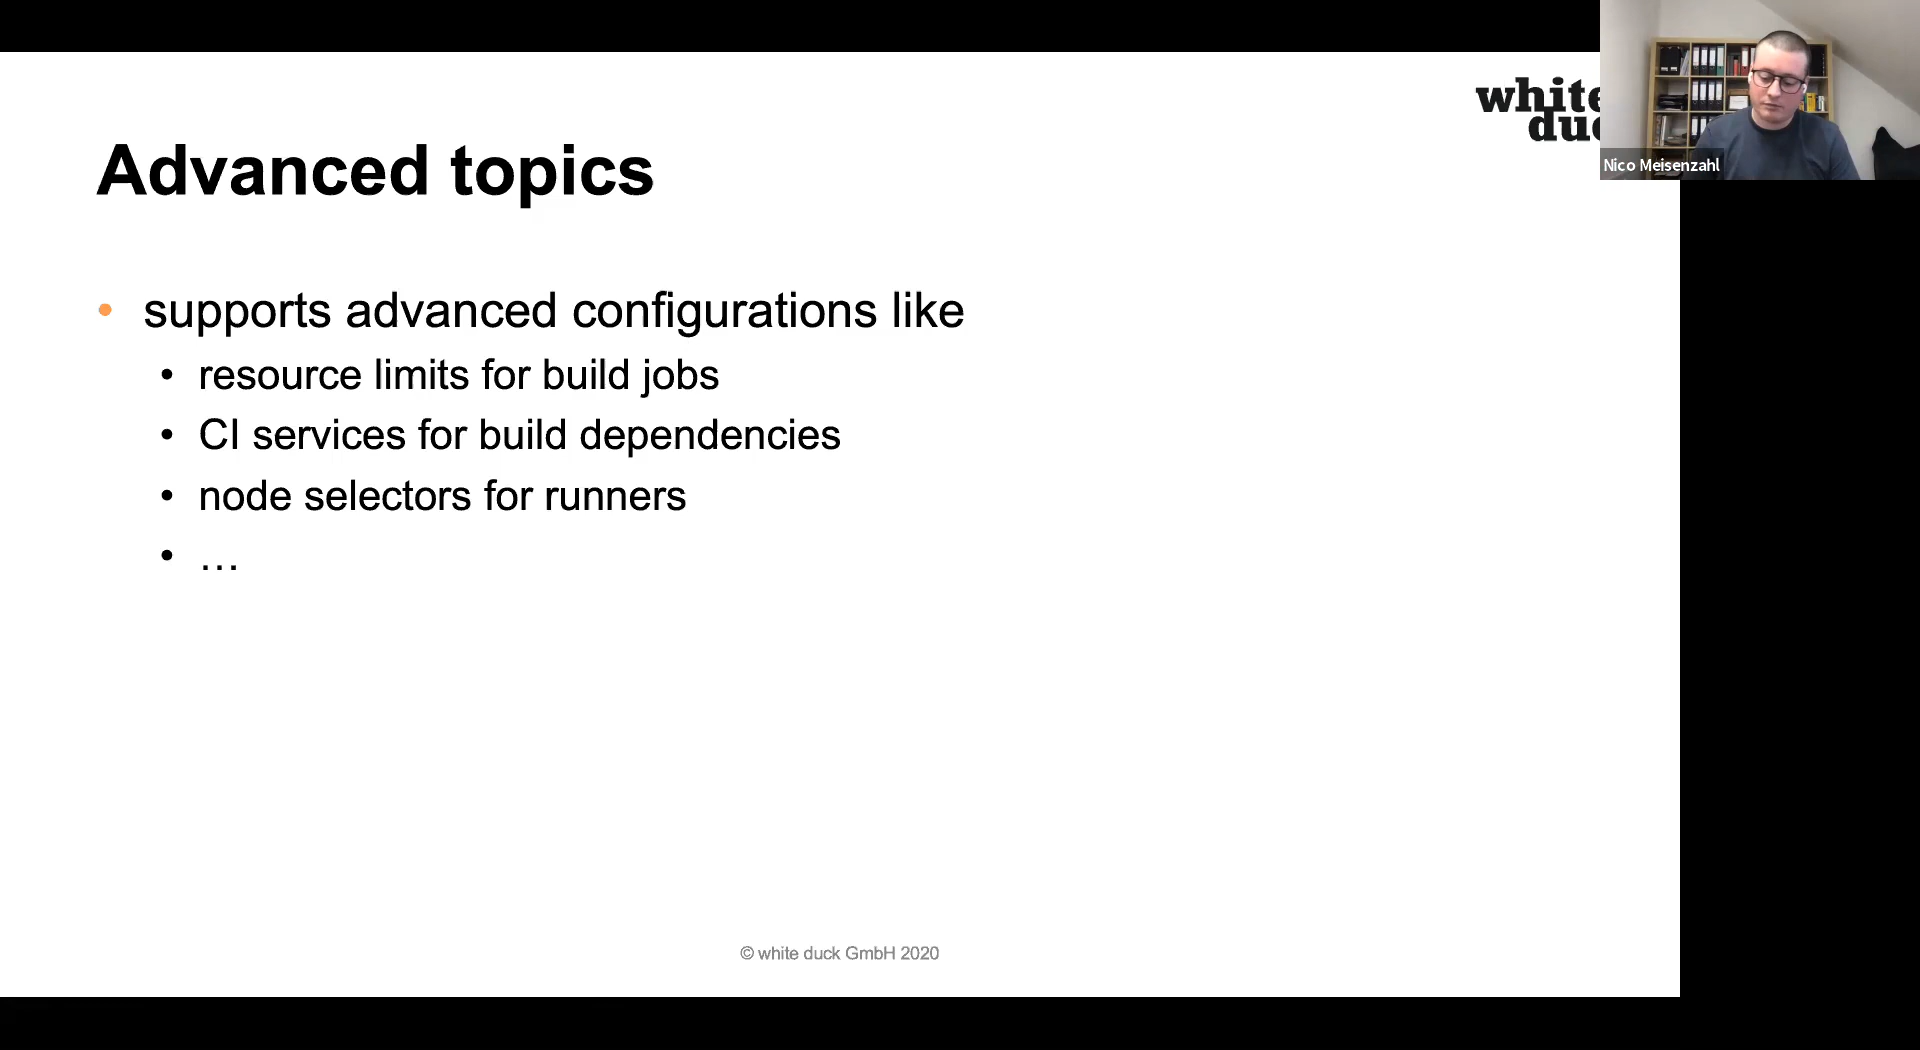 white
du
Nico Meisenzahl
Advanced topics
• supports advanced configurations like
• resource limits for build jobs
• CI services for build dependencies
• node selectors for runners
• …
© white duck GmbH 2020